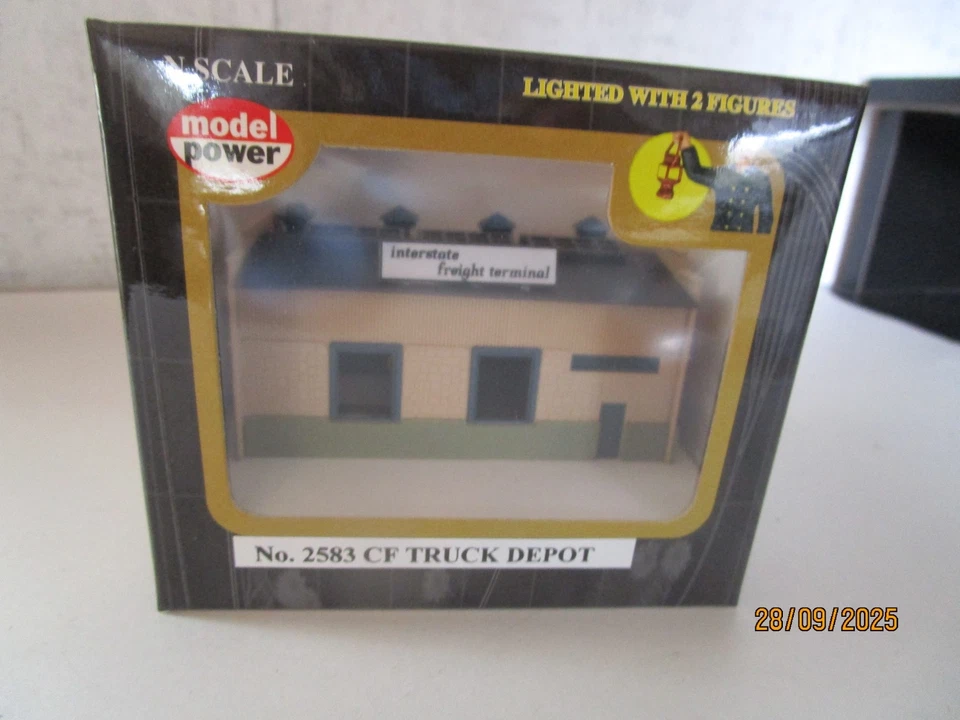 N SCALE
LIGHTED WITH 2 FIGURES
model
power
interstate
freight terminal
No. 2583 CF TRUCK DEPOT
28/09/2025